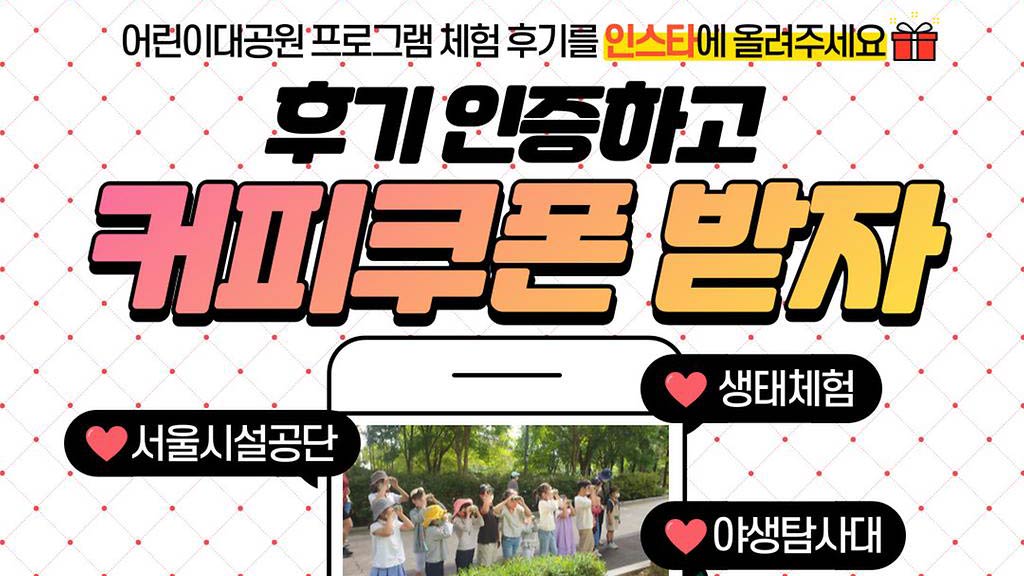 어린이대공원 프로그램 체험 후기를 인스타에 올려주세요
후기 인증하고
커피쿠폰 받자
생태체험
서울시설공단
야생탐사대